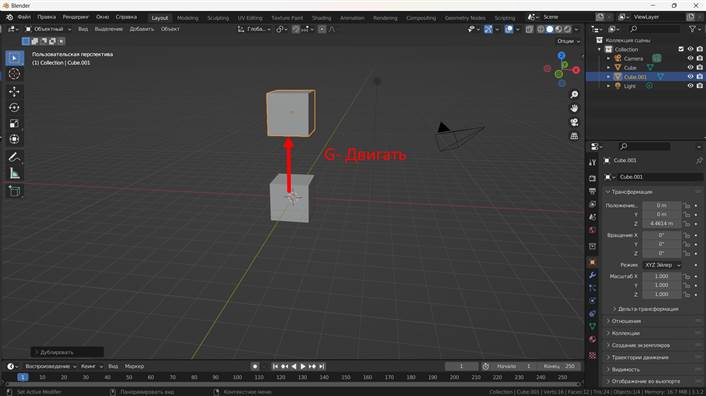 Blender
Файл Правка Рендеринг Окно Справка Layout Modeling Sculpting UV Editing Texture Paint Shading Animation Rendering Compositing Geometry Nodes Scripting Scene ViewLayer
Объектный Вид Выделение Добавить Объект Глоба..
Опции
Пользовательская перспектива
(1) Collection | Cube.001
Коллекция сцены
Collection
Camera
Cube
Cube.001
Light
Z
X
G- Двигать
Cube.001
Cube.001
Трансформация
Положение.. 0 m
Y 0 m
Z 4.4614 m
Вращение X 0°
Y 0°
Z 0°
Режим XYZ Эйлер
Масштаб X 1.000
Y 1.000
Z 1.000
Дельта-трансформация
Отношения
Коллекции
Создание экземпляров
Траектории движения
Видимость
Отображение во вьюпорте
Дублировать
Воспроизведение Кеинг Вид Маркер 1 Начало 1 Конец 250
1 10 20 30 40 50 60 70 80 90 100 110 120 130 140 150 160 170 180 190 200 210 220 230 240 250
Set Active Modifier Панорамировать вид Контекстное меню Collection | Cube.001 | Verts:16 | Faces:12 | Tris:24 | Objects:1/4 | Memory: 16.7 MiB | 3.1.2